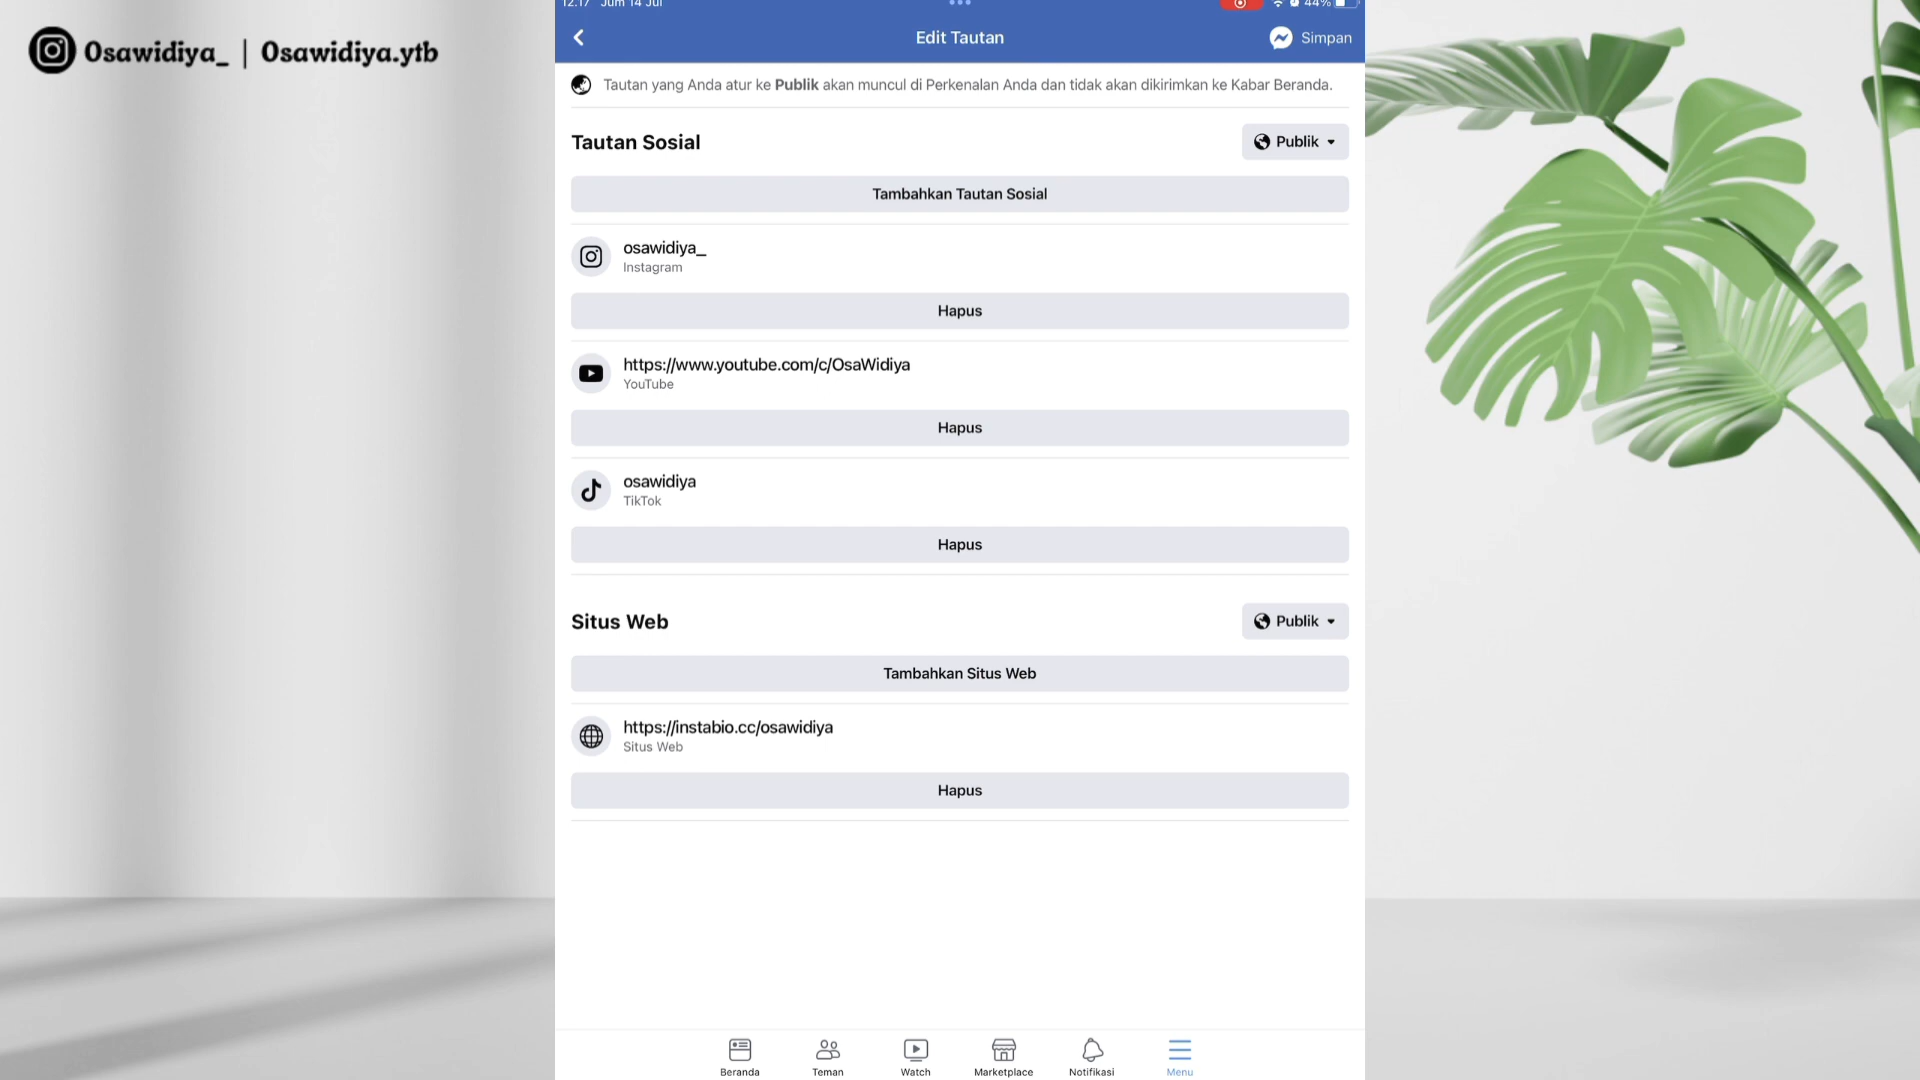 Osawidiya_ | Osawidiya.ytb
12.17 Jum 14 Jul
44%
Edit Tautan
Simpan
Tautan yang Anda atur ke Publik akan muncul di Perkenalan Anda dan tidak akan dikirimkan ke Kabar Beranda.
Tautan Sosial
Publik
Tambahkan Tautan Sosial
osawidiya_
Instagram
Hapus
https://www.youtube.com/c/OsaWidiya
YouTube
Hapus
osawidiya
TikTok
Hapus
Situs Web
Publik
Tambahkan Situs Web
https://instabio.cc/osawidiya
Situs Web
Hapus
Beranda
Teman
Watch
Marketplace
Notifikasi
Menu